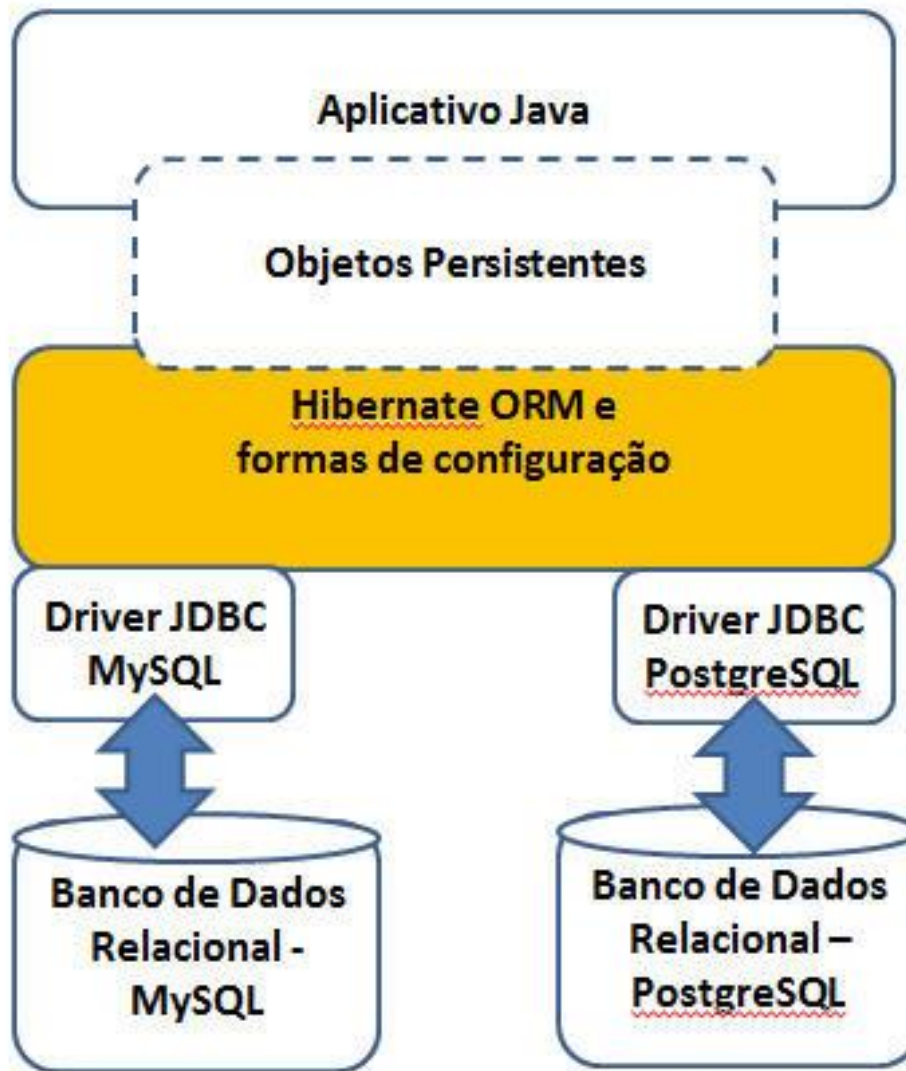 Aplicativo Java
Objetos Persistentes
Hibernate ORM e
formas de configuração
Driver JDBC
MySQL
Driver JDBC
PostgreSQL
Banco de Dados
Relacional -
MySQL
Banco de Dados
Relacional –
PostgreSQL